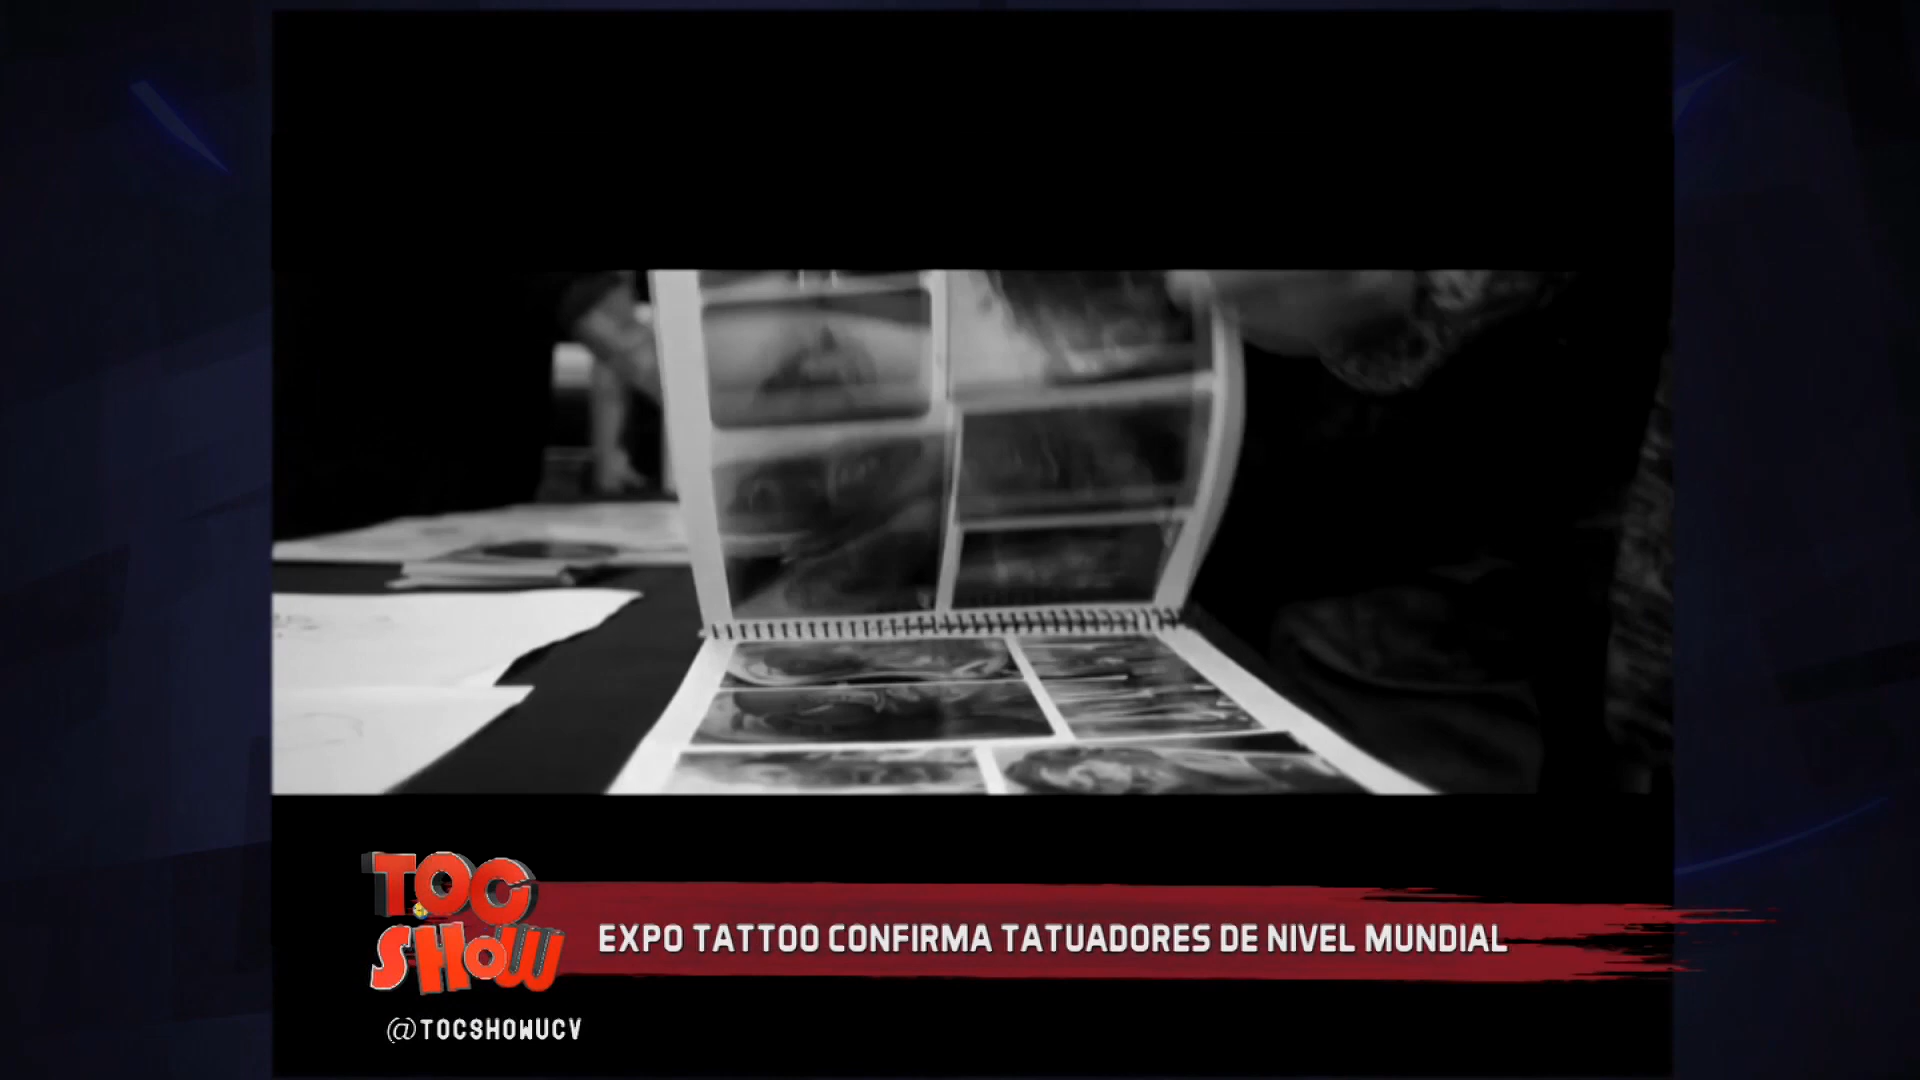 TOC
SHOW
EXPO TATTOO CONFIRMA TATUADORES DE NIVEL MUNDIAL
@TOCSHOWUCV